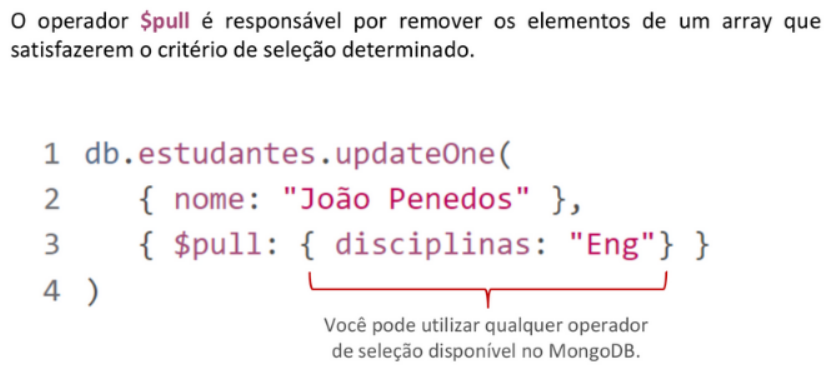 O operador $pull é responsável por remover os elementos de um array que
satisfazerem o critério de seleção determinado.
1 db.estudantes.updateOne(
2 { nome: "João Penedos" },
3 { $pull: { disciplinas: "Eng"} }
4 )
Você pode utilizar qualquer operador
de seleção disponível no MongoDB.